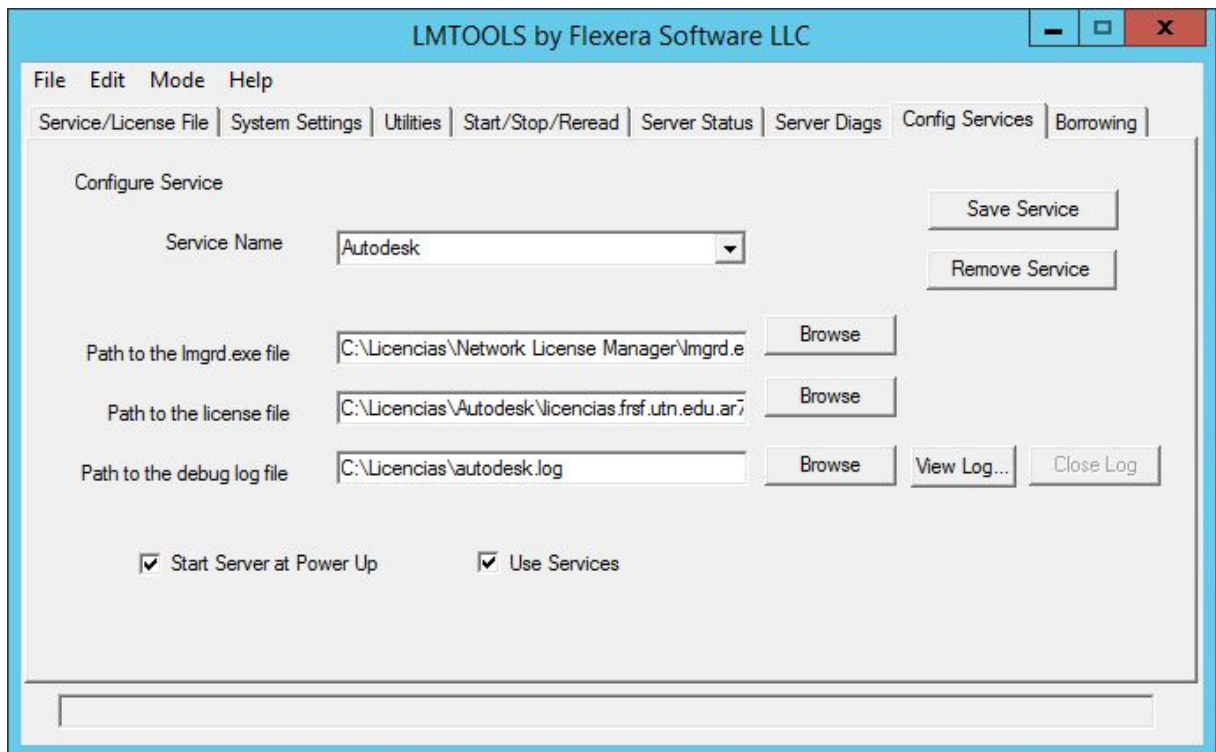 LMTOOLS by Flexera Software LLC
File Edit Mode Help
Service/License File System Settings Utilities Start/Stop/Reread Server Status Server Diags Config Services Borrowing
Configure Service
Save Service
Service Name Autodesk
Remove Service
Path to the lmgrd.exe file C:\Licencias\Network License Manager\lmgrd.e Browse
Path to the license file C:\Licencias\Autodesk\licencias.frsf.utn.edu.ar7 Browse
Path to the debug log file C:\Licencias\autodesk.log Browse View Log... Close Log
Start Server at Power Up Use Services